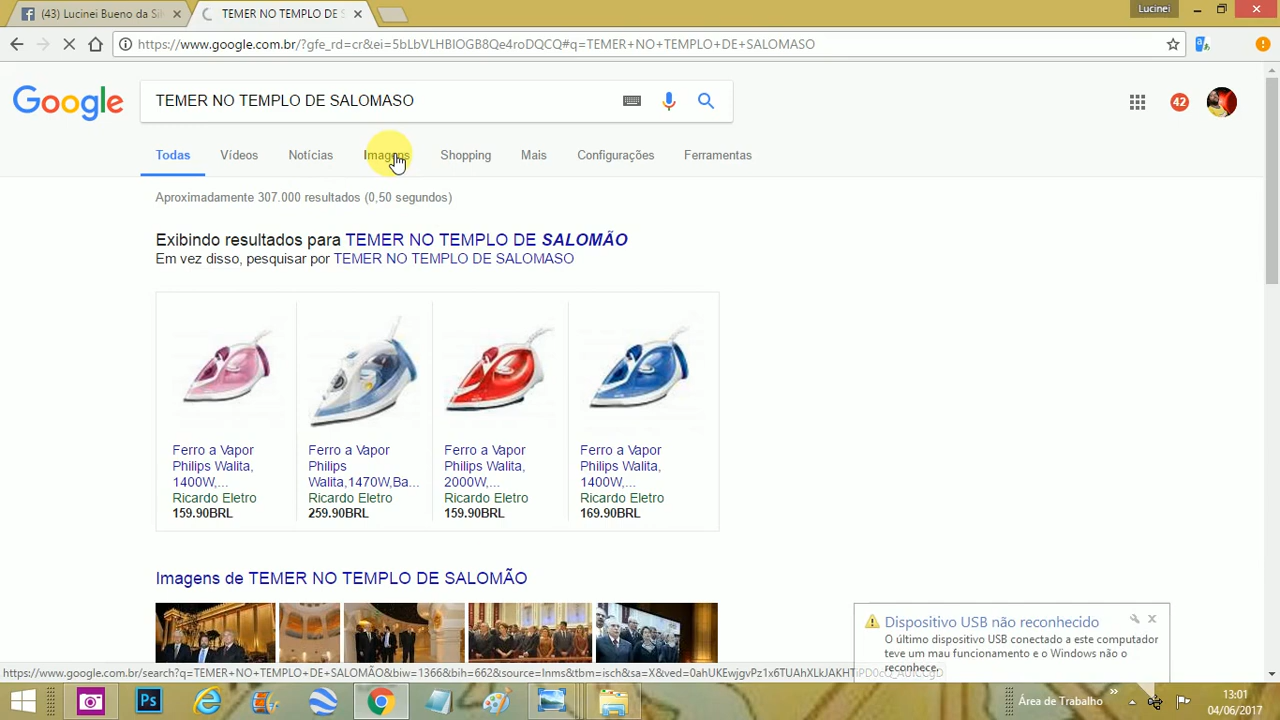 (43) Lucinei Bueno da Sil
TEMER NO TEMPLO DE S
Lucinei
https://www.google.com.br/?gfe_rd=cr&ei=5bLbVLHBIOGB8Qe4roDQCQ#q=TEMER+NO+TEMPLO+DE+SALOMASO
Google
TEMER NO TEMPLO DE SALOMASO
42
Todas Vídeos Notícias Imagens Shopping Mais Configurações Ferramentas
Aproximadamente 307.000 resultados (0,50 segundos)
Exibindo resultados para TEMER NO TEMPLO DE SALOMÃO
Em vez disso, pesquisar por TEMER NO TEMPLO DE SALOMASO
Ferro a Vapor
Philips Walita,
1400W,...
Ricardo Eletro
159.90BRL
Ferro a Vapor
Philips
Walita,1470W,Ba...
Ricardo Eletro
259.90BRL
Ferro a Vapor
Philips Walita,
2000W,...
Ricardo Eletro
159.90BRL
Ferro a Vapor
Philips Walita,
1400W,...
Ricardo Eletro
169.90BRL
Imagens de TEMER NO TEMPLO DE SALOMÃO
Dispositivo USB não reconhecido
O último dispositivo USB conectado a este computador
teve um mau funcionamento e o Windows não o
reconhece.
Ps
Área de Trabalho
13:01
04/06/2017